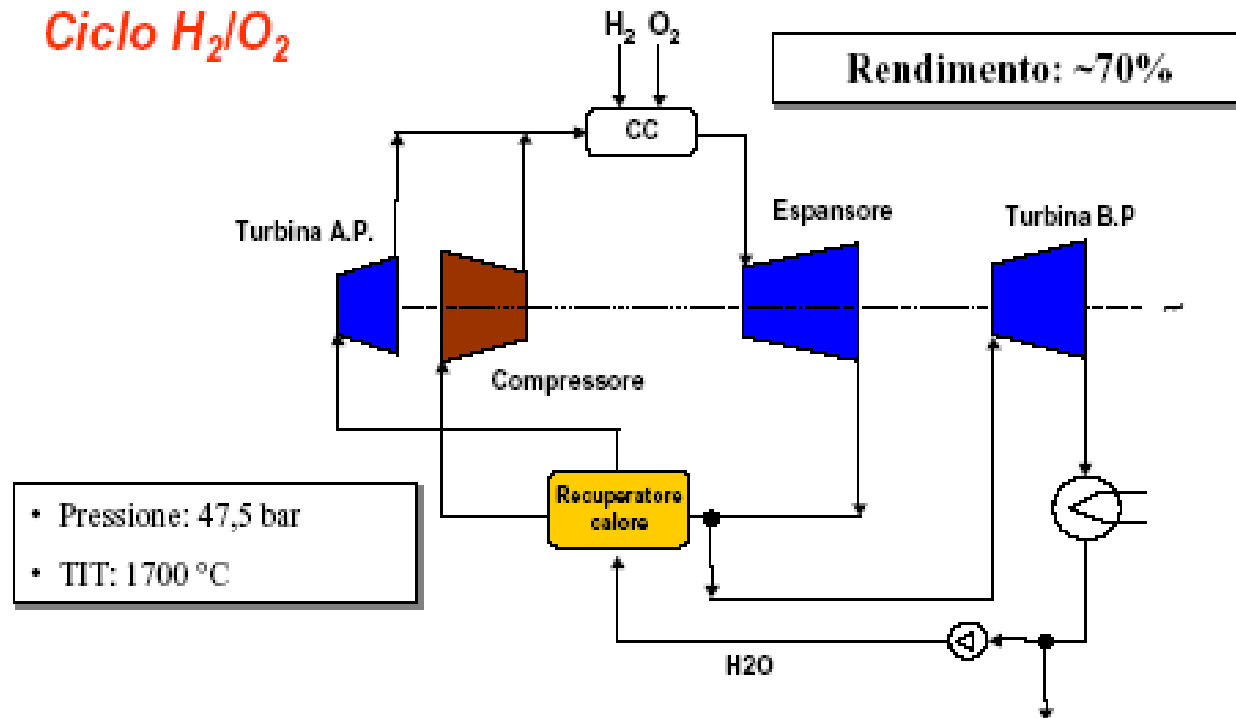 Ciclo H₂/O₂
H₂ O₂
Rendimento: ~70%
CC
Espansore
Turbina B.P
Turbina A.P.
~
Compressore
Recuperatore
calore
• Pressione: 47,5 bar
• TIT: 1700 °C
H2O